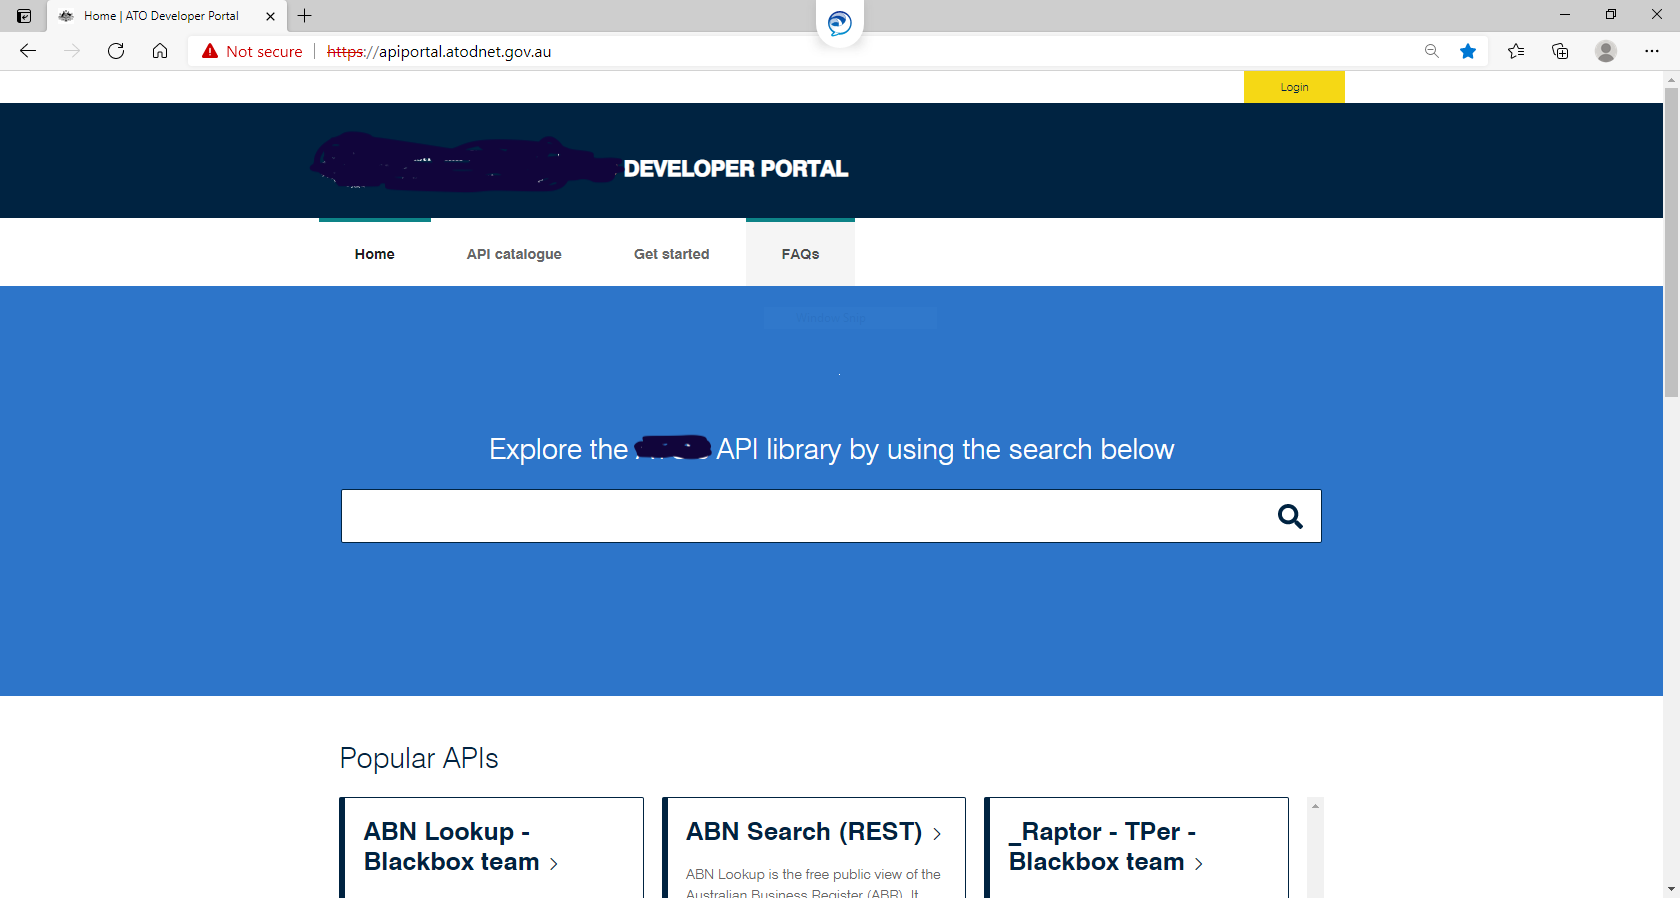 Home | ATO Developer Portal
Not secure https://apiportal.atodnet.gov.au
Login
DEVELOPER PORTAL
Home API catalogue Get started FAQs
Explore the API library by using the search below
Popular APIs
ABN Lookup -
Blackbox team
ABN Search (REST)
ABN Lookup is the free public view of the
Australian Business Register (ABR). It
_Raptor - TPer -
Blackbox team